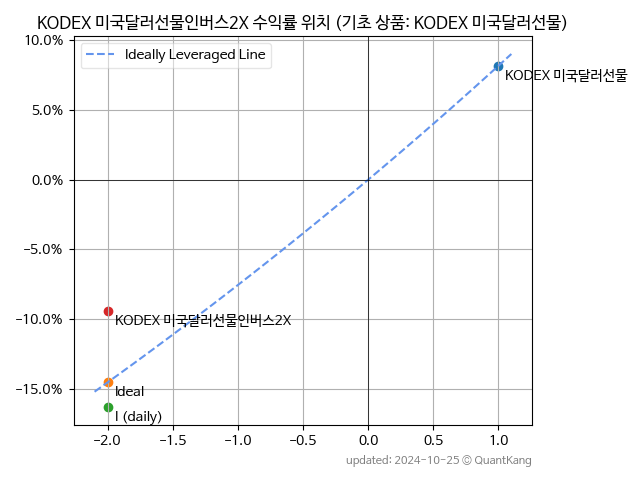 KODEX 미국달러선물인버스2X 수익률 위치 (기초 상품: KODEX 미국달러선물)
10.0%
Ideally Leveraged Line
KODEX 미국달러선물
5.0%
0.0%
−5.0%
−10.0%
KODEX 미국달러선물인버스2X
−15.0%
Ideal
I (daily)
−2.0 −1.5 −1.0 −0.5 0.0 0.5 1.0
updated: 2024-10-25 © QuantKang